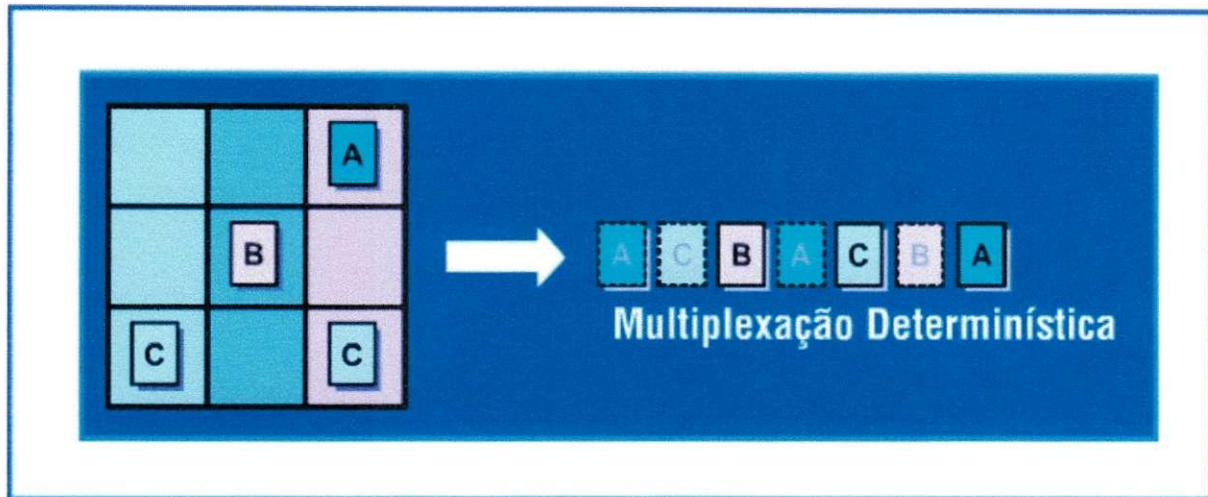 A
B
C C
A C B A C B A
Multiplexação Determinística